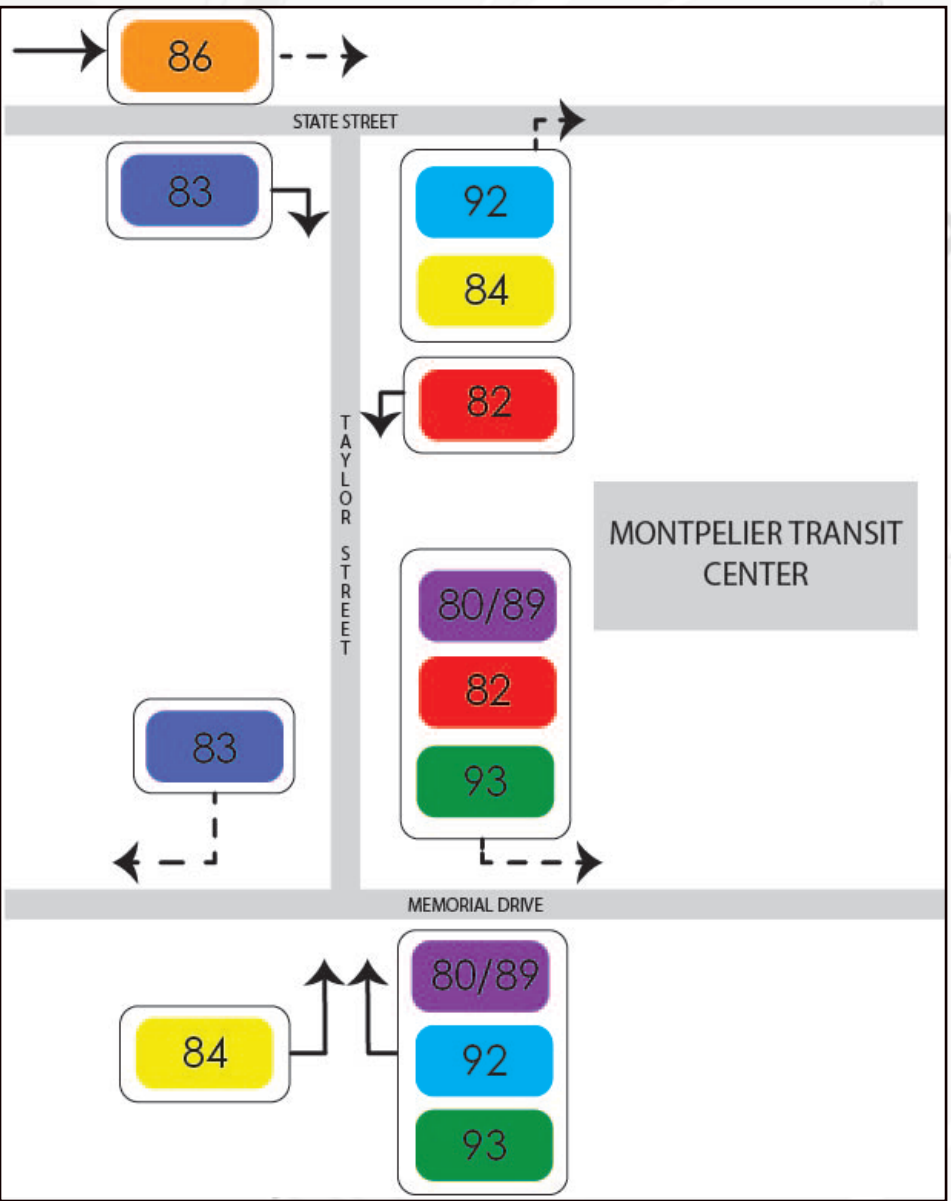 86
STATE STREET
83
92
84
82
TAYLOR STREET
MONTPELIER TRANSIT
CENTER
80/89
82
93
83
MEMORIAL DRIVE
80/89
84
92
93